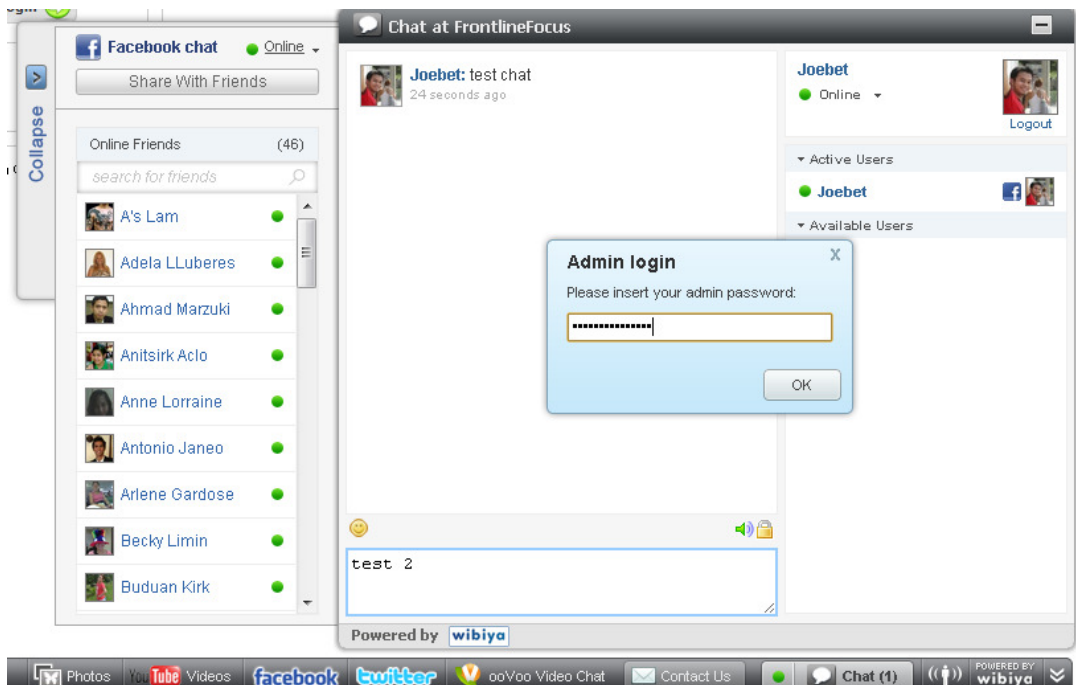 Collapse
Facebook chat
Online
Share With Friends
Online Friends (46)
search for friends
A's Lam
Adela LLuberes
Ahmad Marzuki
Anitsirk Aclo
Anne Lorraine
Antonio Janeo
Arlene Gardose
Becky Limin
Buduan Kirk
Chat at FrontlineFocus
Joebet: test chat
24 seconds ago
Joebet
Online
Logout
Active Users
Joebet
Available Users
Admin login
X
Please insert your admin password:
OK
test 2
Powered by wibiya
Photos
YouTube Videos
facebook
twitter
ooVoo Video Chat
Contact Us
Chat (1)
POWERED BY
wibiya